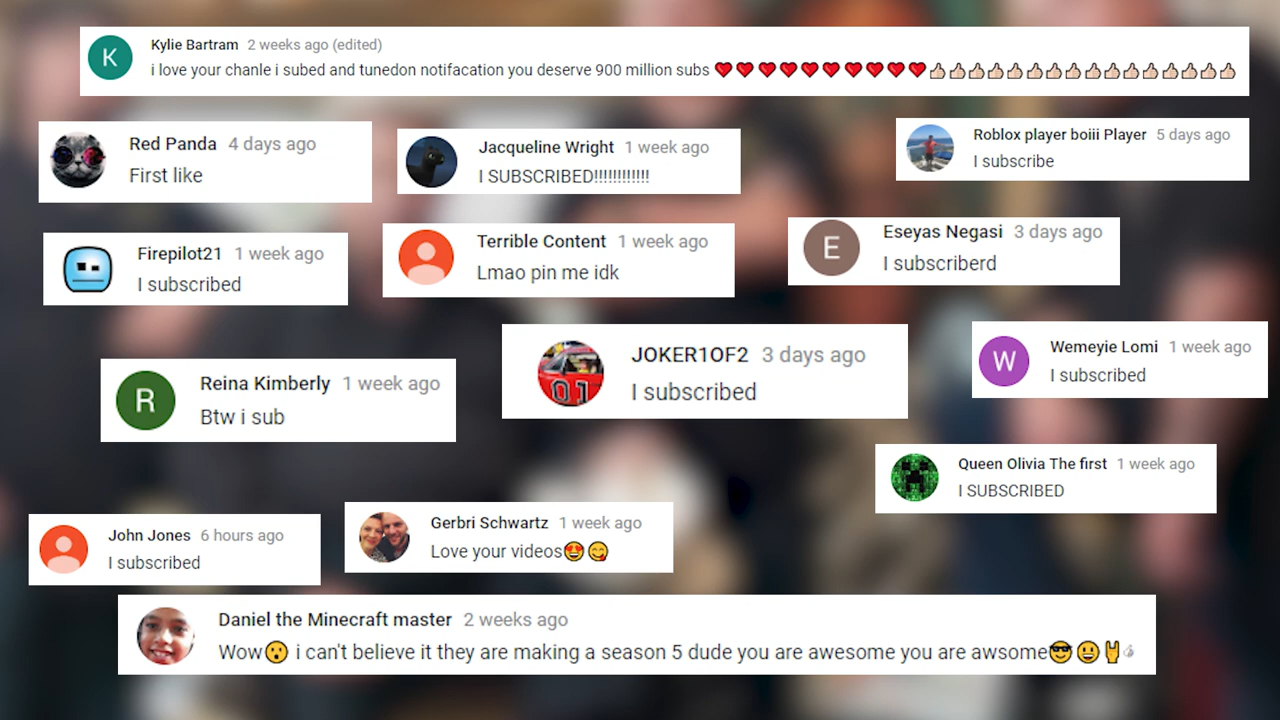 Kylie Bartram 2 weeks ago (edited)
i love your chanle i subed and tunedon notifacation you deserve 900 million subs ❤️❤️❤️❤️❤️❤️❤️❤️❤️❤️👍🏻👍🏻👍🏻👍🏻👍🏻👍🏻👍🏻👍🏻👍🏻👍🏻👍🏻👍🏻👍🏻👍🏻👍🏻👍🏻
Red Panda 4 days ago
First like
Jacqueline Wright 1 week ago
I SUBSCRIBED!!!!!!!!!!!!
Roblox player boiii Player 5 days ago
I subscribe
Firepilot21 1 week ago
I subscribed
Terrible Content 1 week ago
Lmao pin me idk
E
Eseyas Negasi 3 days ago
I subscriberd
R
Reina Kimberly 1 week ago
Btw i sub
01
JOKER1OF2 3 days ago
I subscribed
W
Wemeyie Lomi 1 week ago
I subscribed
Queen Olivia The first 1 week ago
I SUBSCRIBED
John Jones 6 hours ago
I subscribed
Gerbri Schwartz 1 week ago
Love your videos😍😋
Daniel the Minecraft master 2 weeks ago
Wow😮 i can't believe it they are making a season 5 dude you are awesome you are awsome😎😃🤘
K